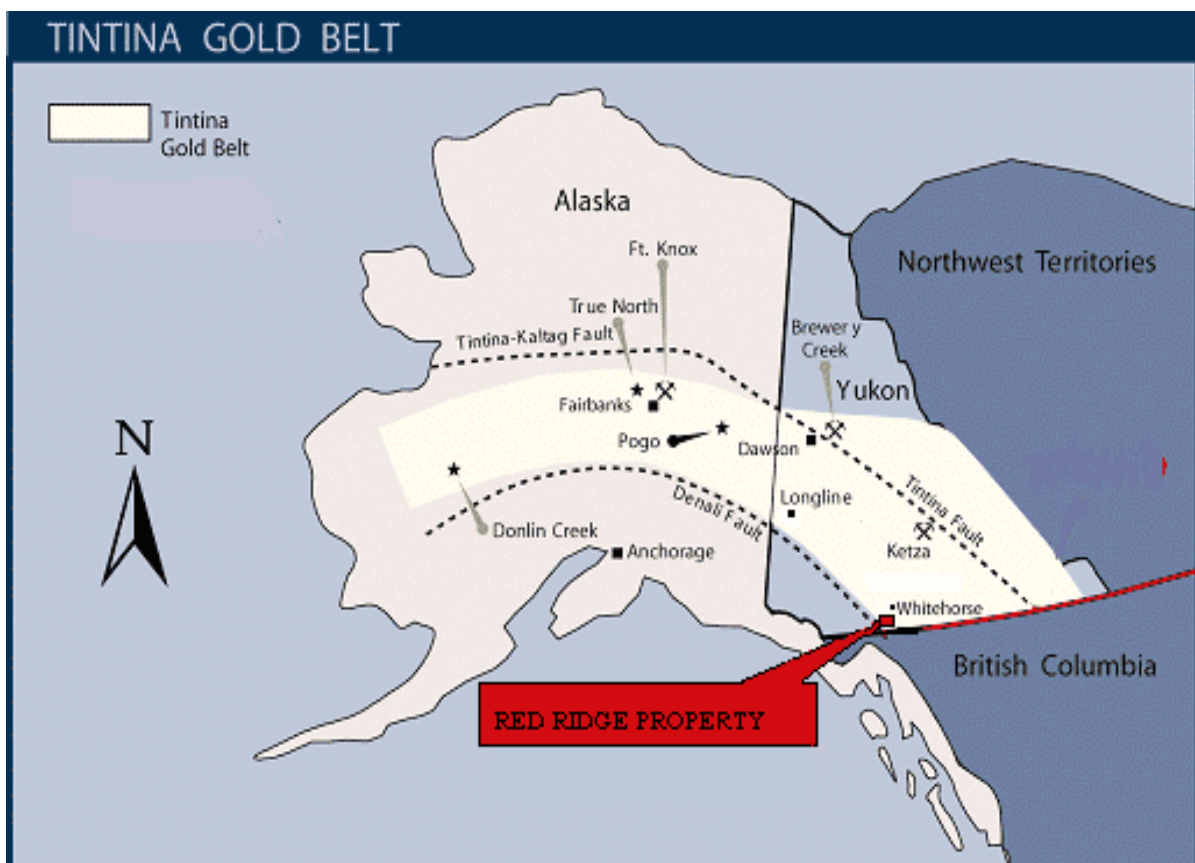 TINTINA GOLD BELT
Tintina
Gold Belt
Alaska
Ft. Knox
True North
Tintina-Kaltag Fault
Northwest Territories
Brewery
Creek
Yukon
Fairbanks
Pogo
Dawson
N
Longline
Denali Fault
Tintina Fault
Donlin Creek
Anchorage
Ketza
Whitehorse
British Columbia
RED RIDGE PROPERTY